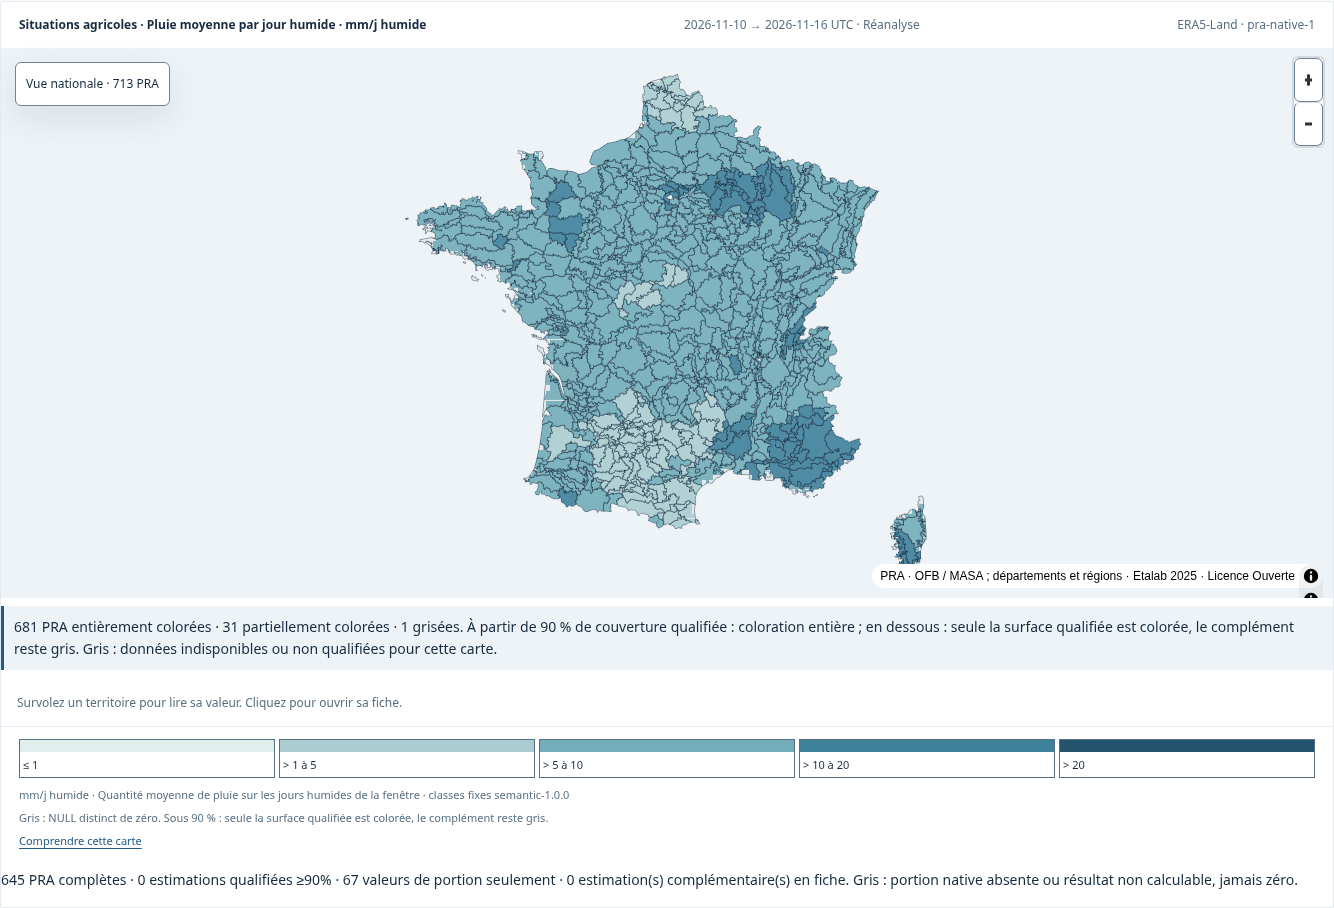 Situations agricoles · Pluie moyenne par jour humide · mm/j humide
2026-11-10 → 2026-11-16 UTC · Réanalyse
ERA5-Land · pra-native-1
Vue nationale · 713 PRA
+
-
PRA · OFB / MASA ; départements et régions · Etalab 2025 · Licence Ouverte
681 PRA entièrement colorées · 31 partiellement colorées · 1 grisées. À partir de 90 % de couverture qualifiée : coloration entière ; en dessous : seule la surface qualifiée est colorée, le complément
reste gris. Gris : données indisponibles ou non qualifiées pour cette carte.
Survolez un territoire pour lire sa valeur. Cliquez pour ouvrir sa fiche.
≤ 1
> 1 à 5
> 5 à 10
> 10 à 20
> 20
mm/j humide · Quantité moyenne de pluie sur les jours humides de la fenêtre · classes fixes semantic-1.0.0
Gris : NULL distinct de zéro. Sous 90 % : seule la surface qualifiée est colorée, le complément reste gris.
Comprendre cette carte
645 PRA complètes · 0 estimations qualifiées ≥90% · 67 valeurs de portion seulement · 0 estimation(s) complémentaire(s) en fiche. Gris : portion native absente ou résultat non calculable, jamais zéro.